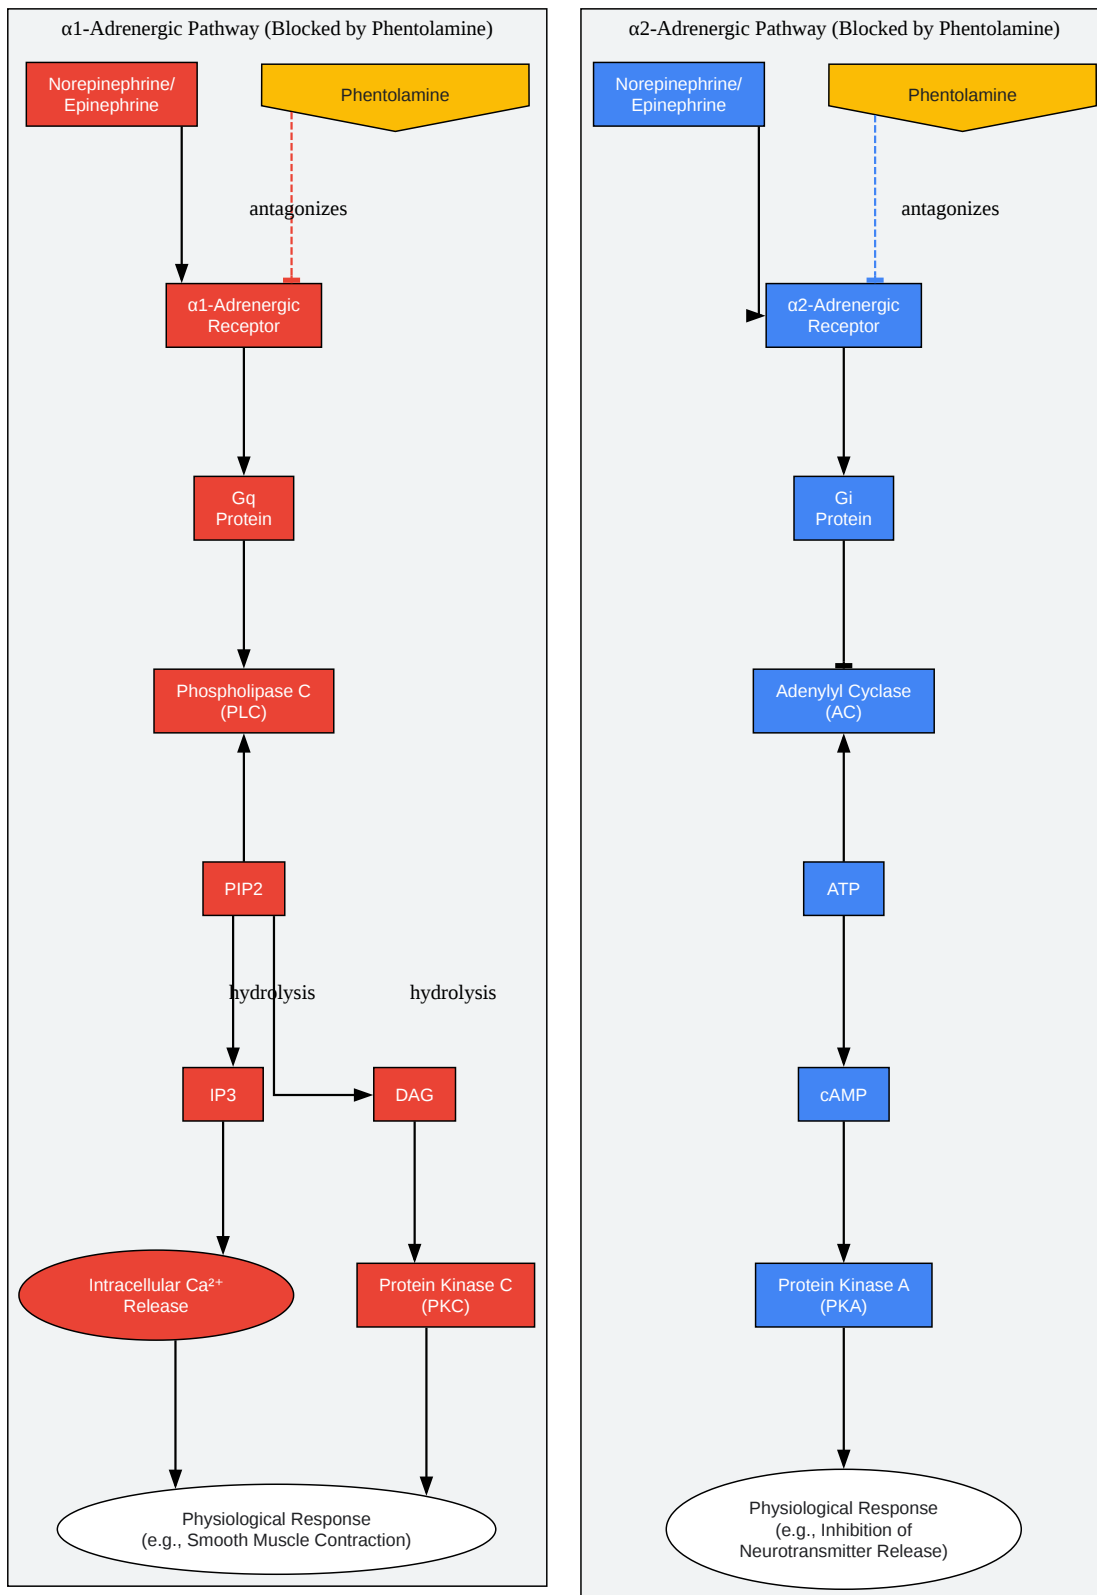 α1-Adrenergic Pathway (Blocked by Phentolamine)
Norepinephrine/
Epinephrine
Phentolamine
antagonizes
α1-Adrenergic
Receptor
Gq
Protein
Phospholipase C
(PLC)
PIP2
hydrolysis
hydrolysis
IP3
DAG
Intracellular Ca²⁺
Release
Protein Kinase C
(PKC)
Physiological Response
(e.g., Smooth Muscle Contraction)
α2-Adrenergic Pathway (Blocked by Phentolamine)
Norepinephrine/
Epinephrine
Phentolamine
antagonizes
α2-Adrenergic
Receptor
Gi
Protein
Adenylyl Cyclase
(AC)
ATP
cAMP
Protein Kinase A
(PKA)
Physiological Response
(e.g., Inhibition of
Neurotransmitter Release)